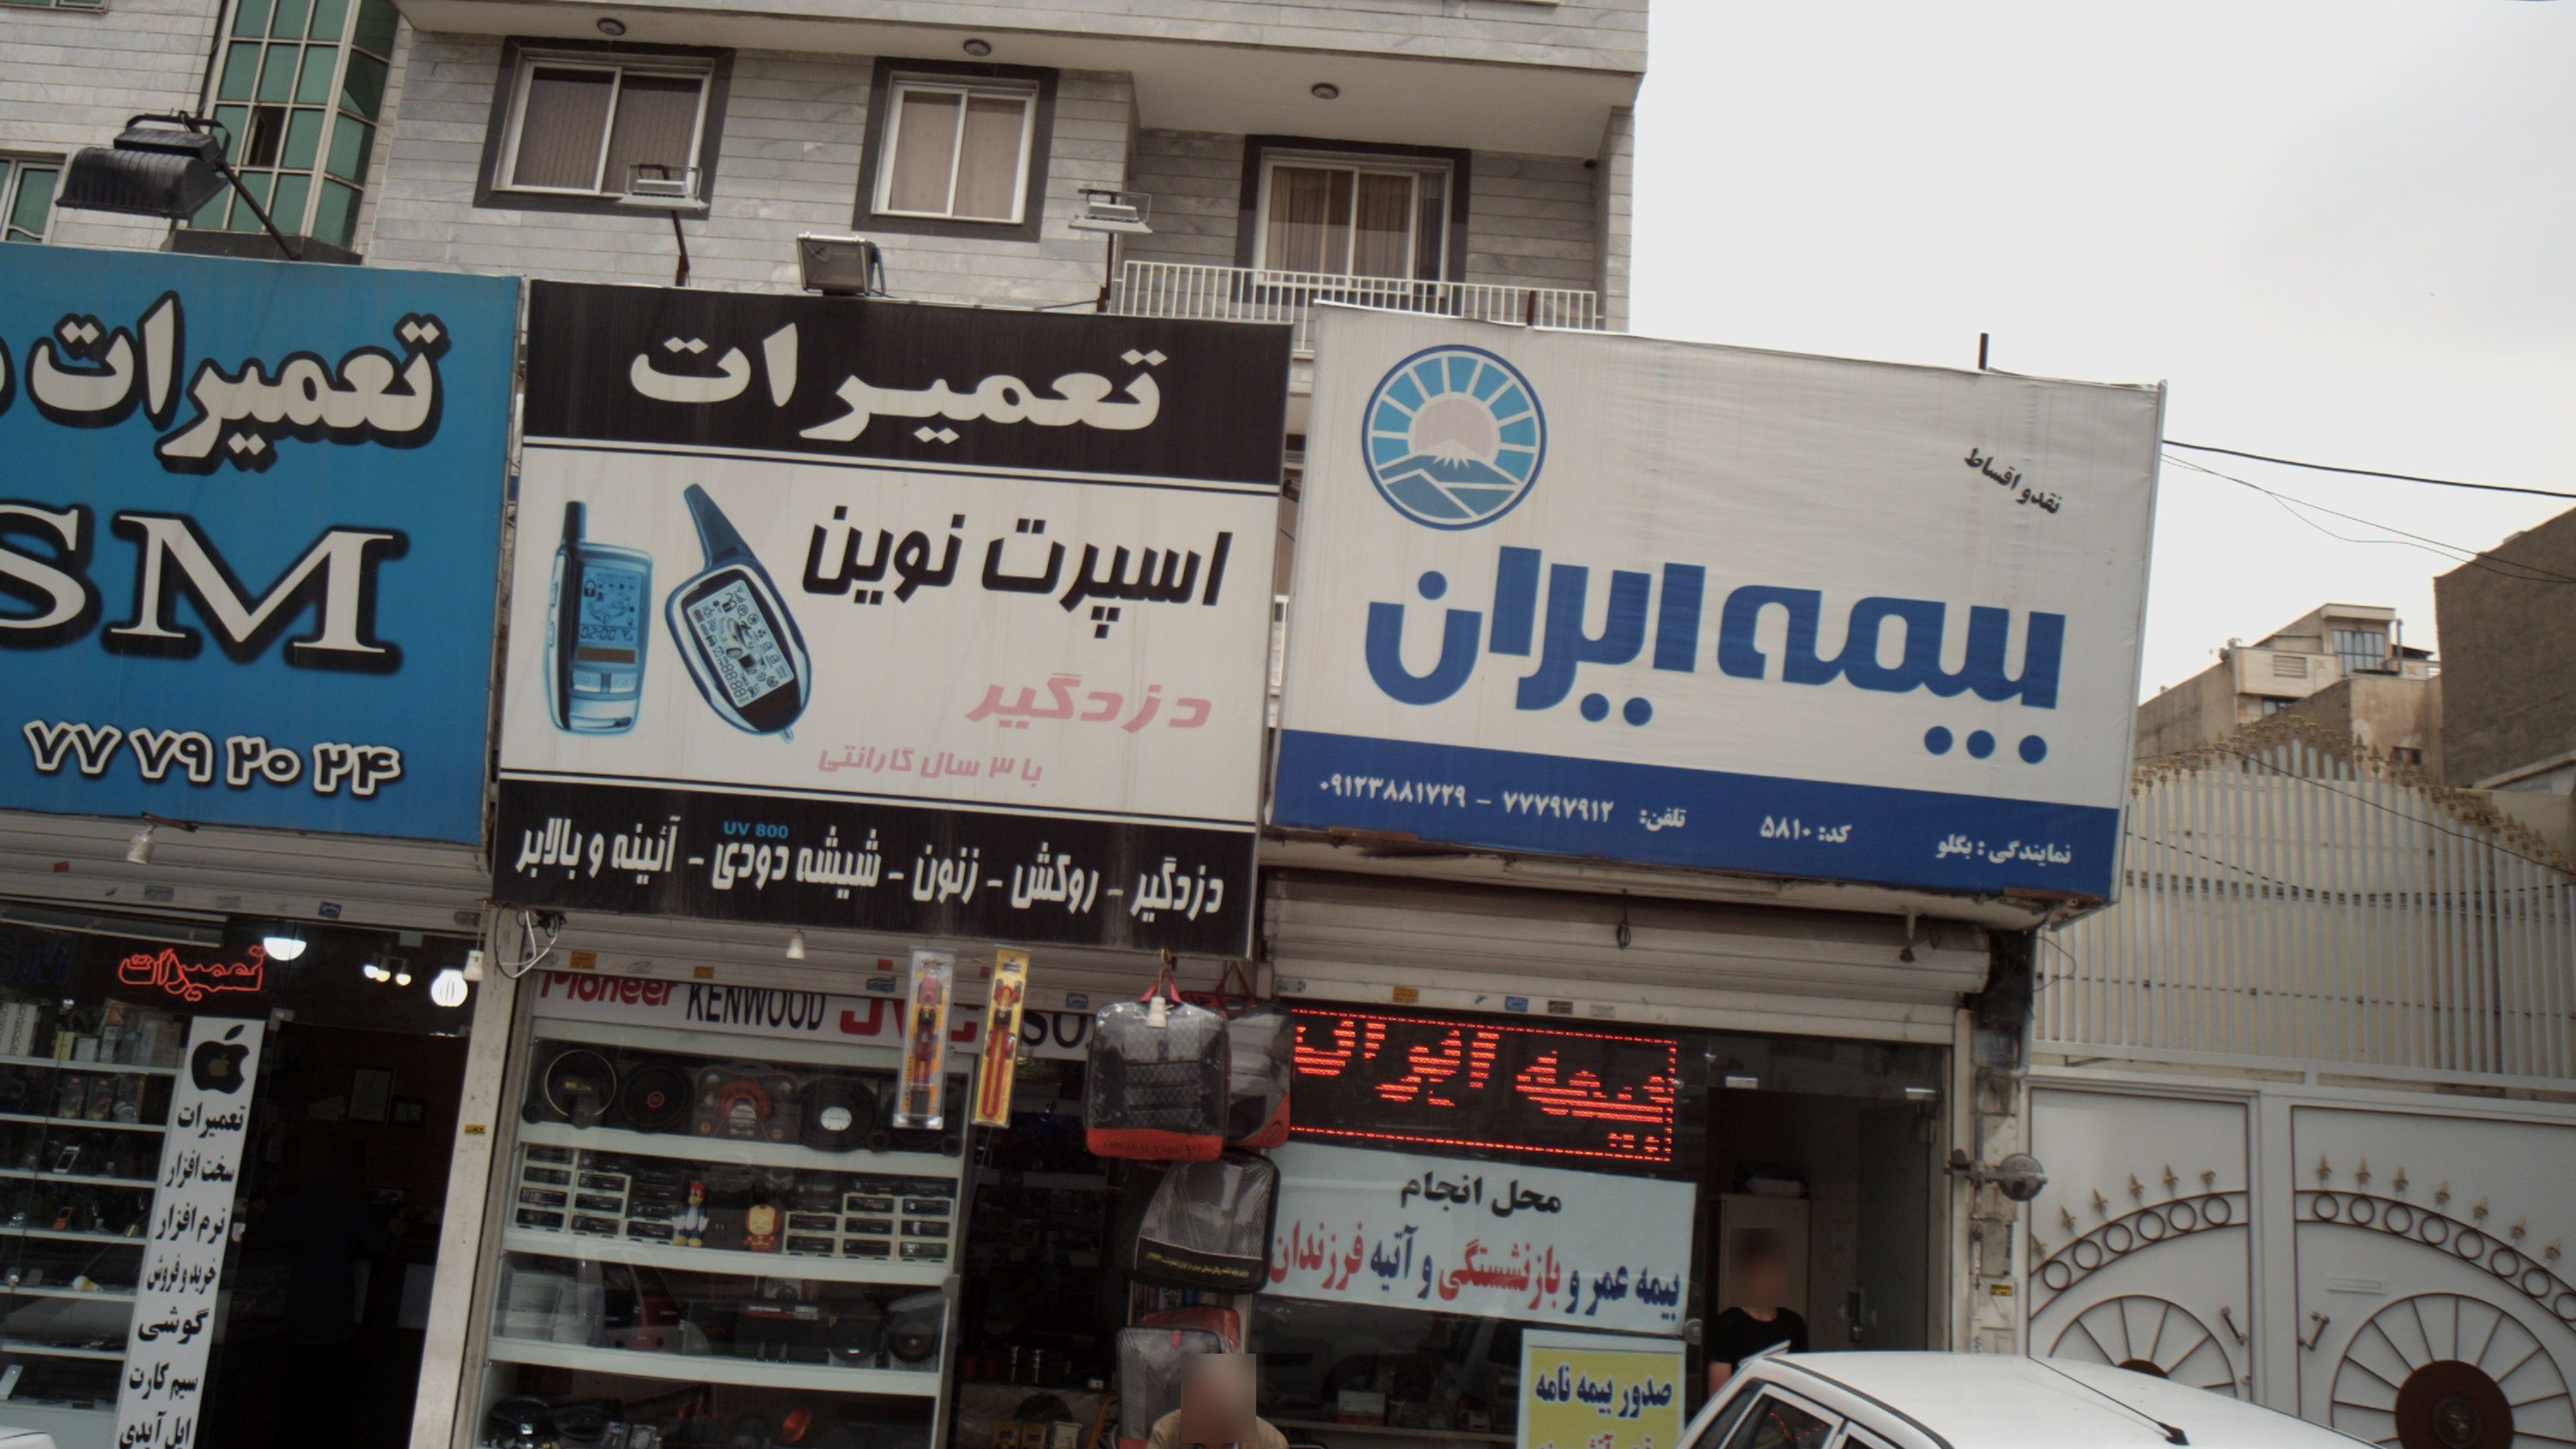 تعمیرات
SM
۷۷ ۷۹ ۲۰ ۲۴
تعمیرات
تعمیرات
سخت افزار
نرم افزار
خرید و فروش
گوشی
سیم کارت
اپل آیدی
تعمیرات
اسپرت نوین
دزدگیر
با ۳ سال گارانتی
UV 800
دزدگیر - روکش - زنون - شیشه دودی - آئینه و بالابر
Pioneer KENWOOD JVC
نقد و اقساط
بیمه ایران
نمایندگی: بگلو کد: ۵۸۱۰ تلفن: ۷۷۷۹۷۹۱۲ - ۰۹۱۲۳۸۸۱۷۲۹
بیمه ایران
محل انجام
بیمه عمر و بازنشستگی و آتیه فرزندان
صدور بیمه نامه